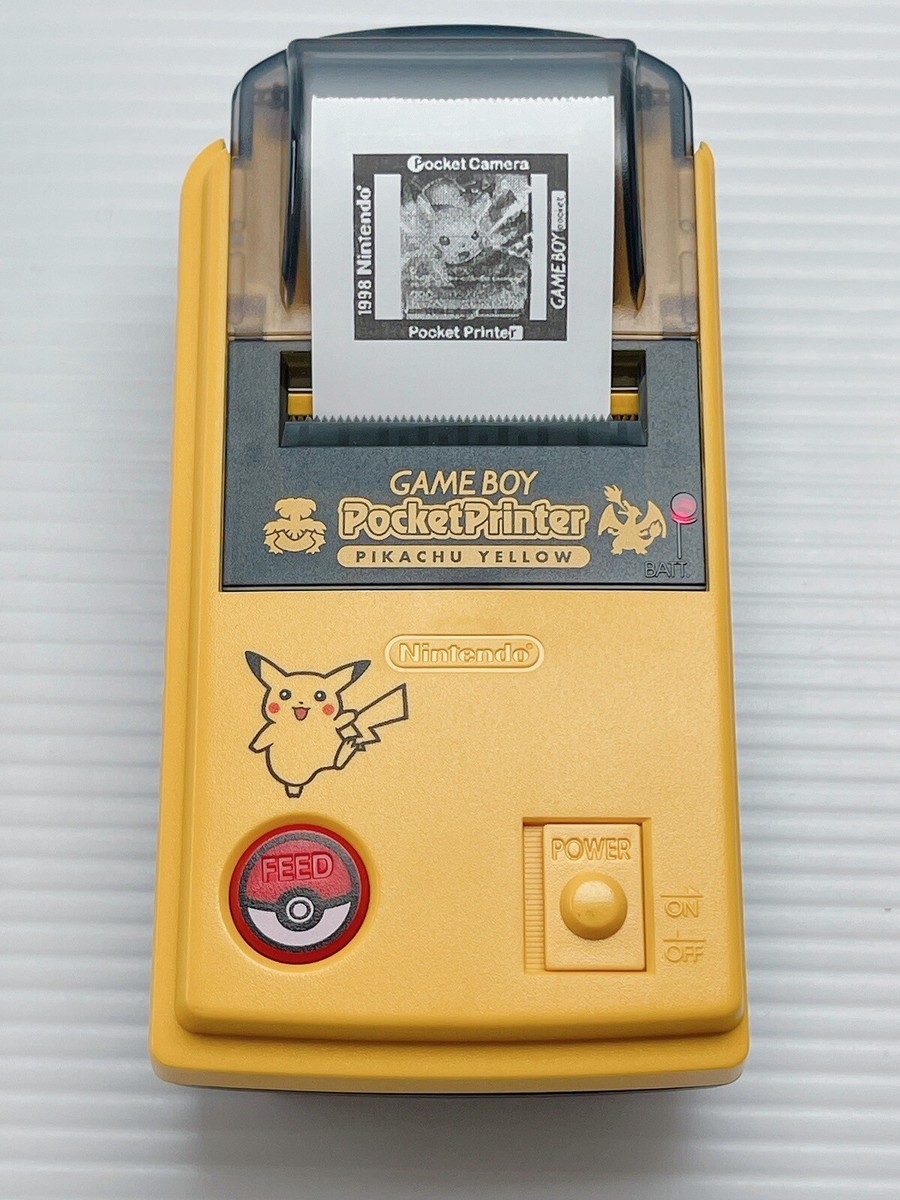 Pocket Camera
1998 Nintendo®
GAME BOY POCKET
Pocket Printer
GAME BOY
PocketPrinter
PIKACHU YELLOW
BATT.
Nintendo®
FEED
POWER
ON
OFF